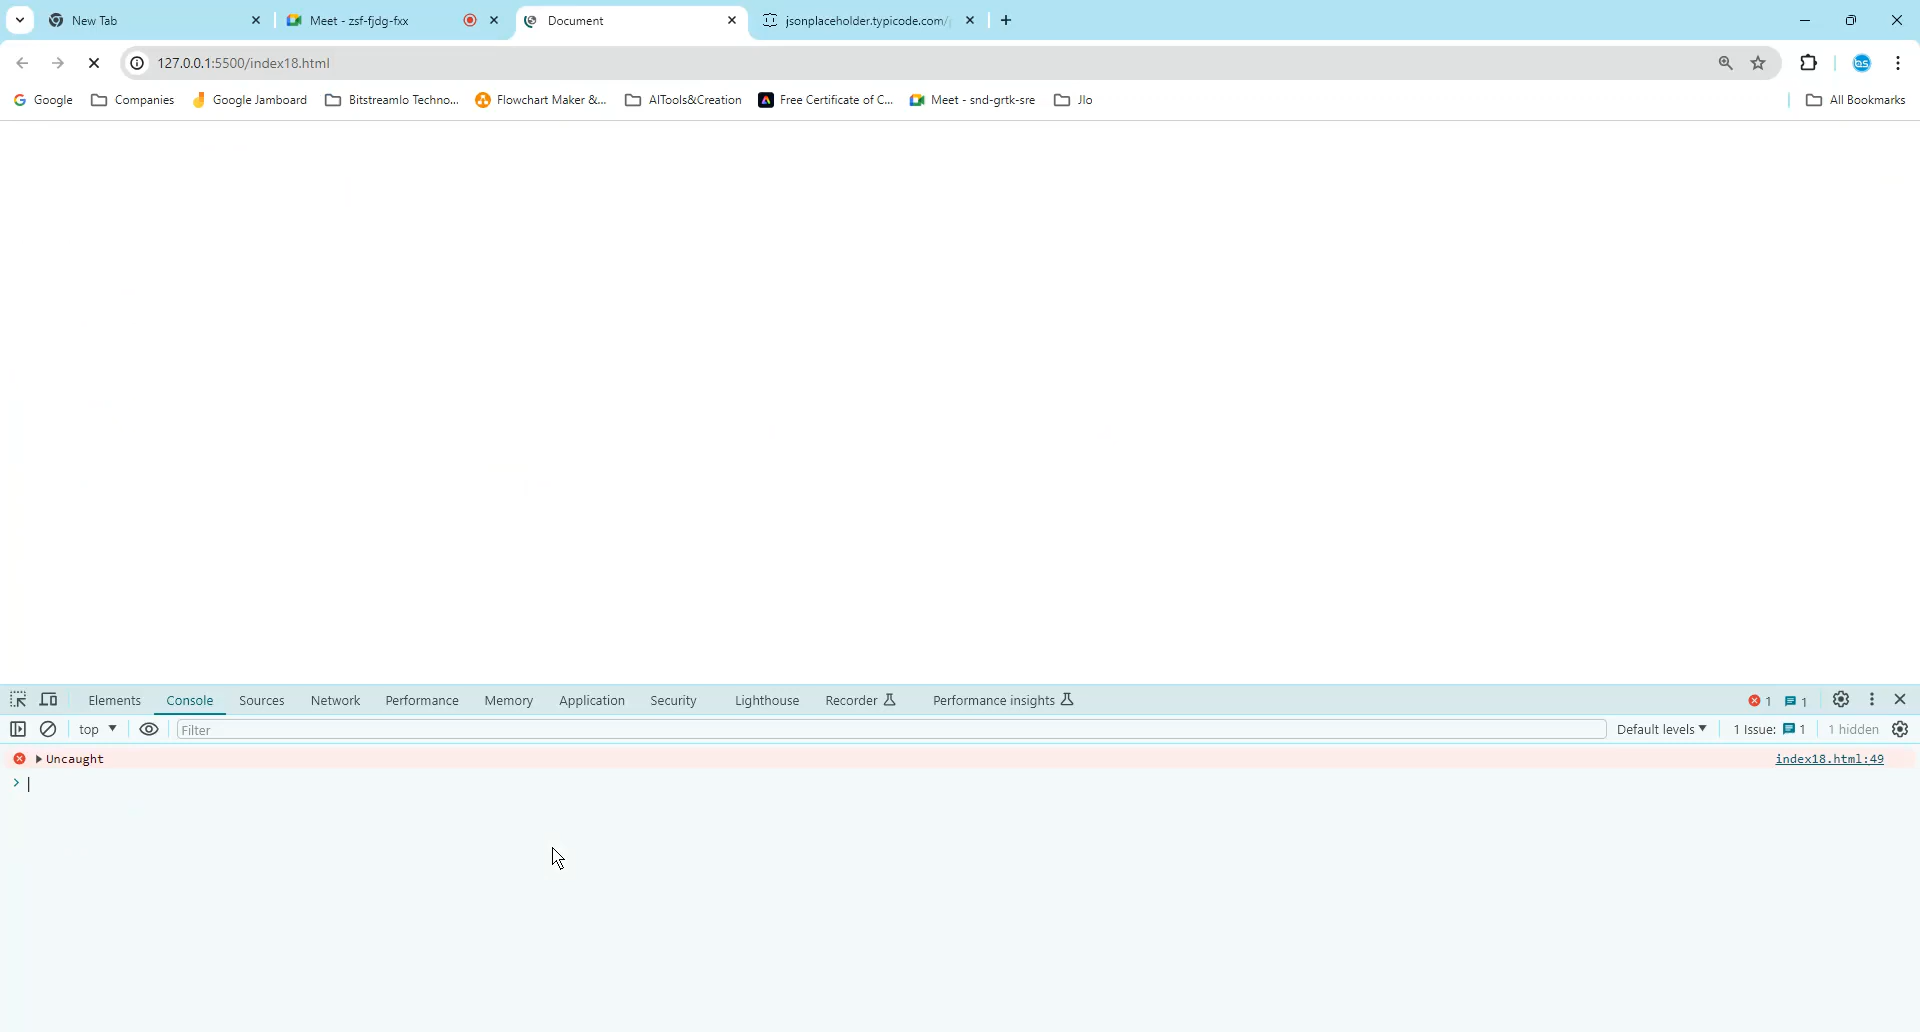 New Tab
Meet - zsf-fjdg-fxx
Document
jsonplaceholder.typicode.com/
127.0.0.1:5500/index18.html
Google
Companies
Google Jamboard
Bitstreamlo Techno...
Flowchart Maker &...
AITools&Creation
Free Certificate of C...
Meet - snd-grtk-sre
Jlo
All Bookmarks
Elements
Console
Sources
Network
Performance
Memory
Application
Security
Lighthouse
Recorder
Performance insights
1
1
top
Filter
Default levels
1 Issue:
1
1 hidden
Uncaught
index18.html:49